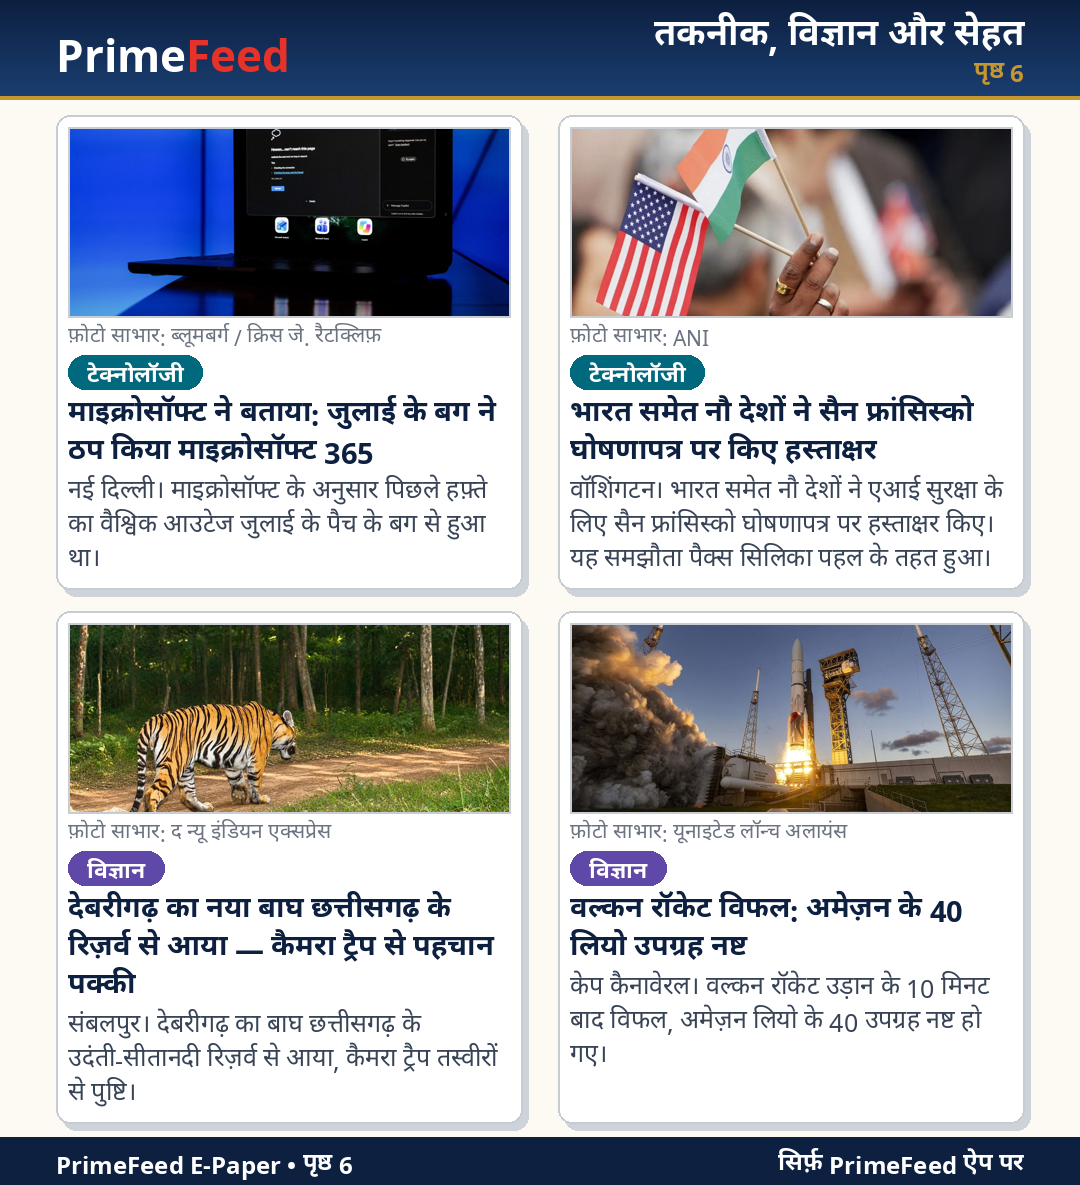 PrimeFeed
तकनीक, विज्ञान और सेहत
पृष्ठ 6
फ़ोटो साभार: ब्लूमबर्ग / क्रिस जे. रैटक्लिफ़
टेक्नोलॉजी
माइक्रोसॉफ्ट ने बताया: जुलाई के बग ने
ठप किया माइक्रोसॉफ्ट 365
नई दिल्ली। माइक्रोसॉफ्ट के अनुसार पिछले हफ़्ते
का वैश्विक आउटेज जुलाई के पैच के बग से हुआ
था।
फ़ोटो साभार: ANI
टेक्नोलॉजी
भारत समेत नौ देशों ने सैन फ्रांसिस्को
घोषणापत्र पर किए हस्ताक्षर
वॉशिंगटन। भारत समेत नौ देशों ने एआई सुरक्षा के
लिए सैन फ्रांसिस्को घोषणापत्र पर हस्ताक्षर किए।
यह समझौता पैक्स सिलिका पहल के तहत हुआ।
फ़ोटो साभार: द न्यू इंडियन एक्सप्रेस
विज्ञान
देबरीगढ़ का नया बाघ छत्तीसगढ़ के
रिज़र्व से आया — कैमरा ट्रैप से पहचान
पक्की
संबलपुर। देबरीगढ़ का बाघ छत्तीसगढ़ के
उदंती-सीतानदी रिज़र्व से आया, कैमरा ट्रैप तस्वीरों
से पुष्टि।
फ़ोटो साभार: यूनाइटेड लॉन्च अलायंस
विज्ञान
वल्कन रॉकेट विफल: अमेज़न के 40
लियो उपग्रह नष्ट
केप कैनावेरल। वल्कन रॉकेट उड़ान के 10 मिनट
बाद विफल, अमेज़न लियो के 40 उपग्रह नष्ट हो
गए।
PrimeFeed E-Paper • पृष्ठ 6
सिर्फ़ PrimeFeed ऐप पर